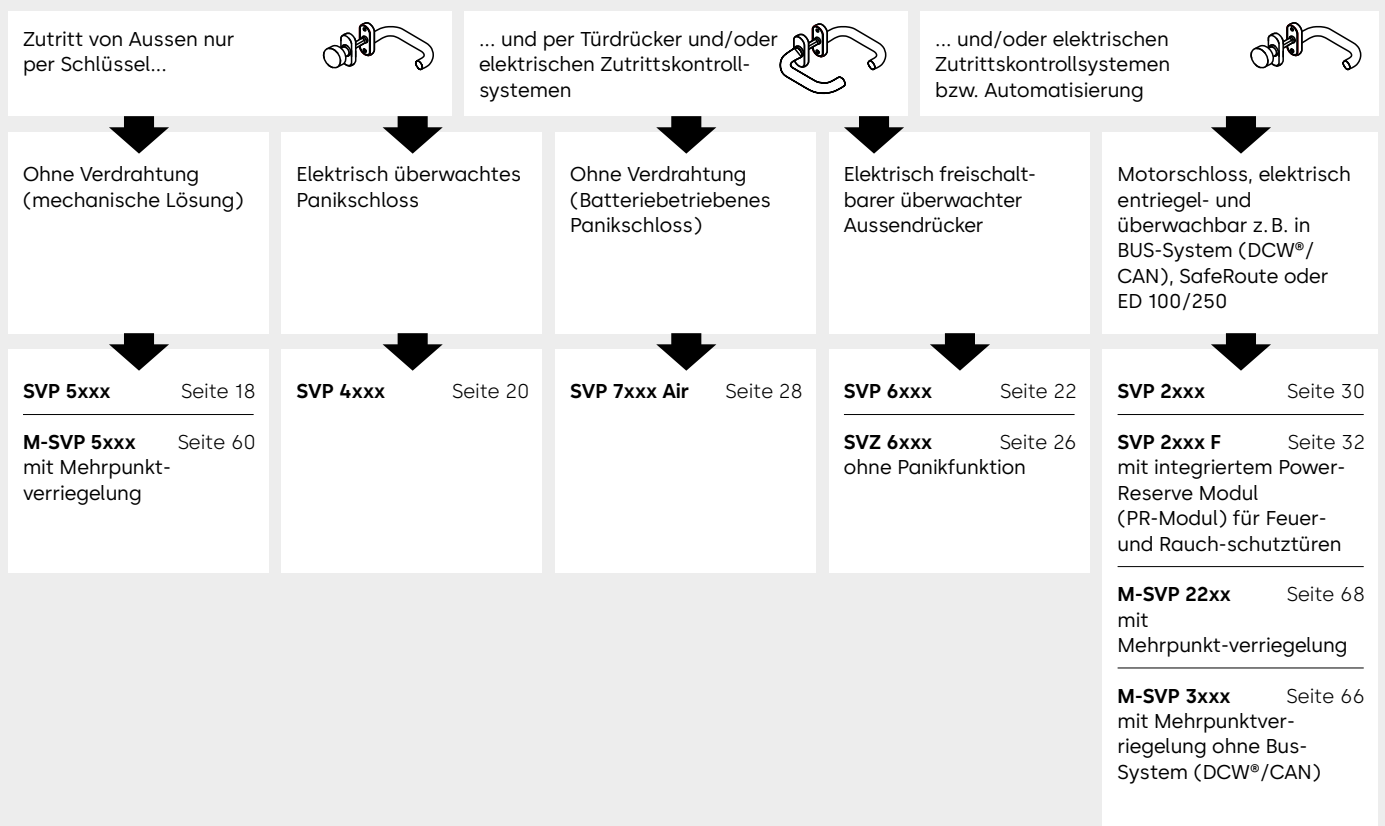 Zutritt von Aussen nur
per Schlüssel...
... und per Türdrücker und/oder
elektrischen Zutrittskontroll-
systemen
... und/oder elektrischen
Zutrittskontrollsystemen
bzw. Automatisierung
Ohne Verdrahtung
(mechanische Lösung)
Elektrisch überwachtes
Panikschloss
Ohne Verdrahtung
(Batteriebetriebenes
Panikschloss)
Elektrisch freischalt-
barer überwachter
Aussendrücker
Motorschloss, elektrisch
entriegel- und
überwachbar z. B. in
BUS-System (DCW®/
CAN), SafeRoute oder
ED 100/250
SVP 5xxx Seite 18
M-SVP 5xxx Seite 60
mit Mehrpunkt-
verriegelung
SVP 4xxx Seite 20
SVP 7xxx Air Seite 28
SVP 6xxx Seite 22
SVZ 6xxx Seite 26
ohne Panikfunktion
SVP 2xxx Seite 30
SVP 2xxx F Seite 32
mit integriertem Power-
Reserve Modul
(PR-Modul) für Feuer-
und Rauch-schutztüren
M-SVP 22xx Seite 68
mit
Mehrpunkt-verriegelung
M-SVP 3xxx Seite 66
mit Mehrpunktver-
riegelung ohne Bus-
System (DCW®/CAN)